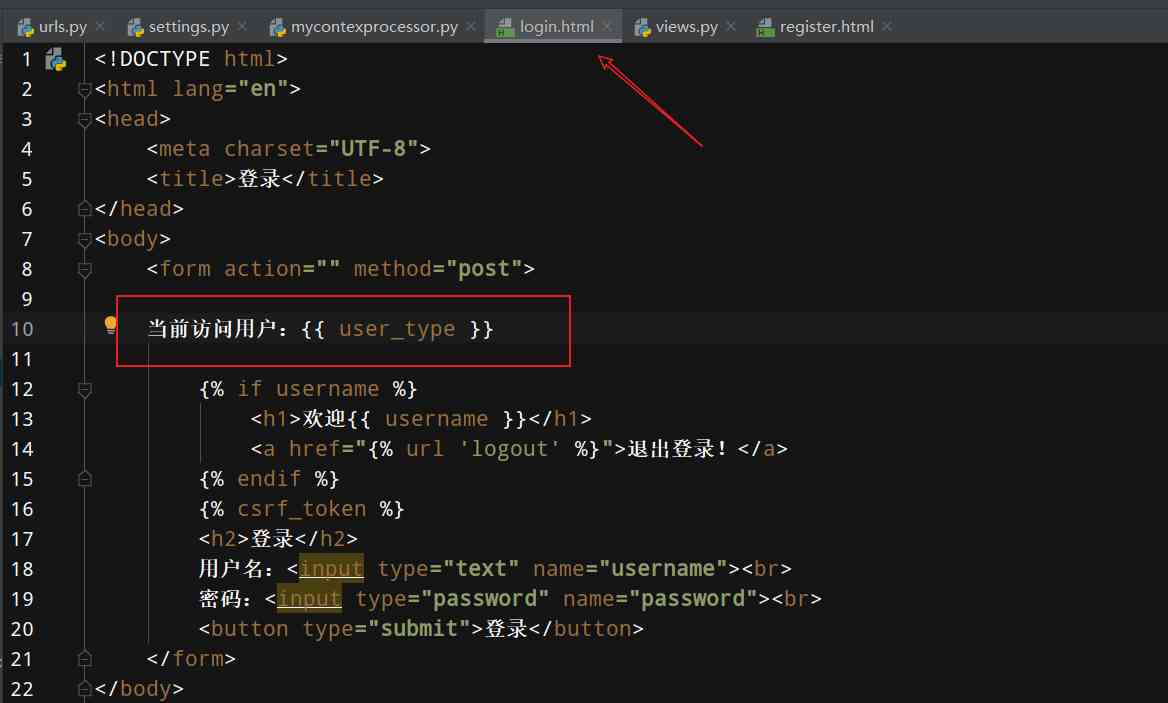 urls.py settings.py mycontexprocessor.py login.html views.py register.html
1 <!DOCTYPE html>
2 <html lang="en">
3 <head>
4 <meta charset="UTF-8">
5 <title>登录</title>
6 </head>
7 <body>
8 <form action="" method="post">
9
10 当前访问用户：{{ user_type }}
11
12 {% if username %}
13 <h1>欢迎{{ username }}</h1>
14 <a href="{% url 'logout' %}">退出登录！</a>
15 {% endif %}
16 {% csrf_token %}
17 <h2>登录</h2>
18 用户名：<input type="text" name="username"><br>
19 密码：<input type="password" name="password"><br>
20 <button type="submit">登录</button>
21 </form>
22 </body>